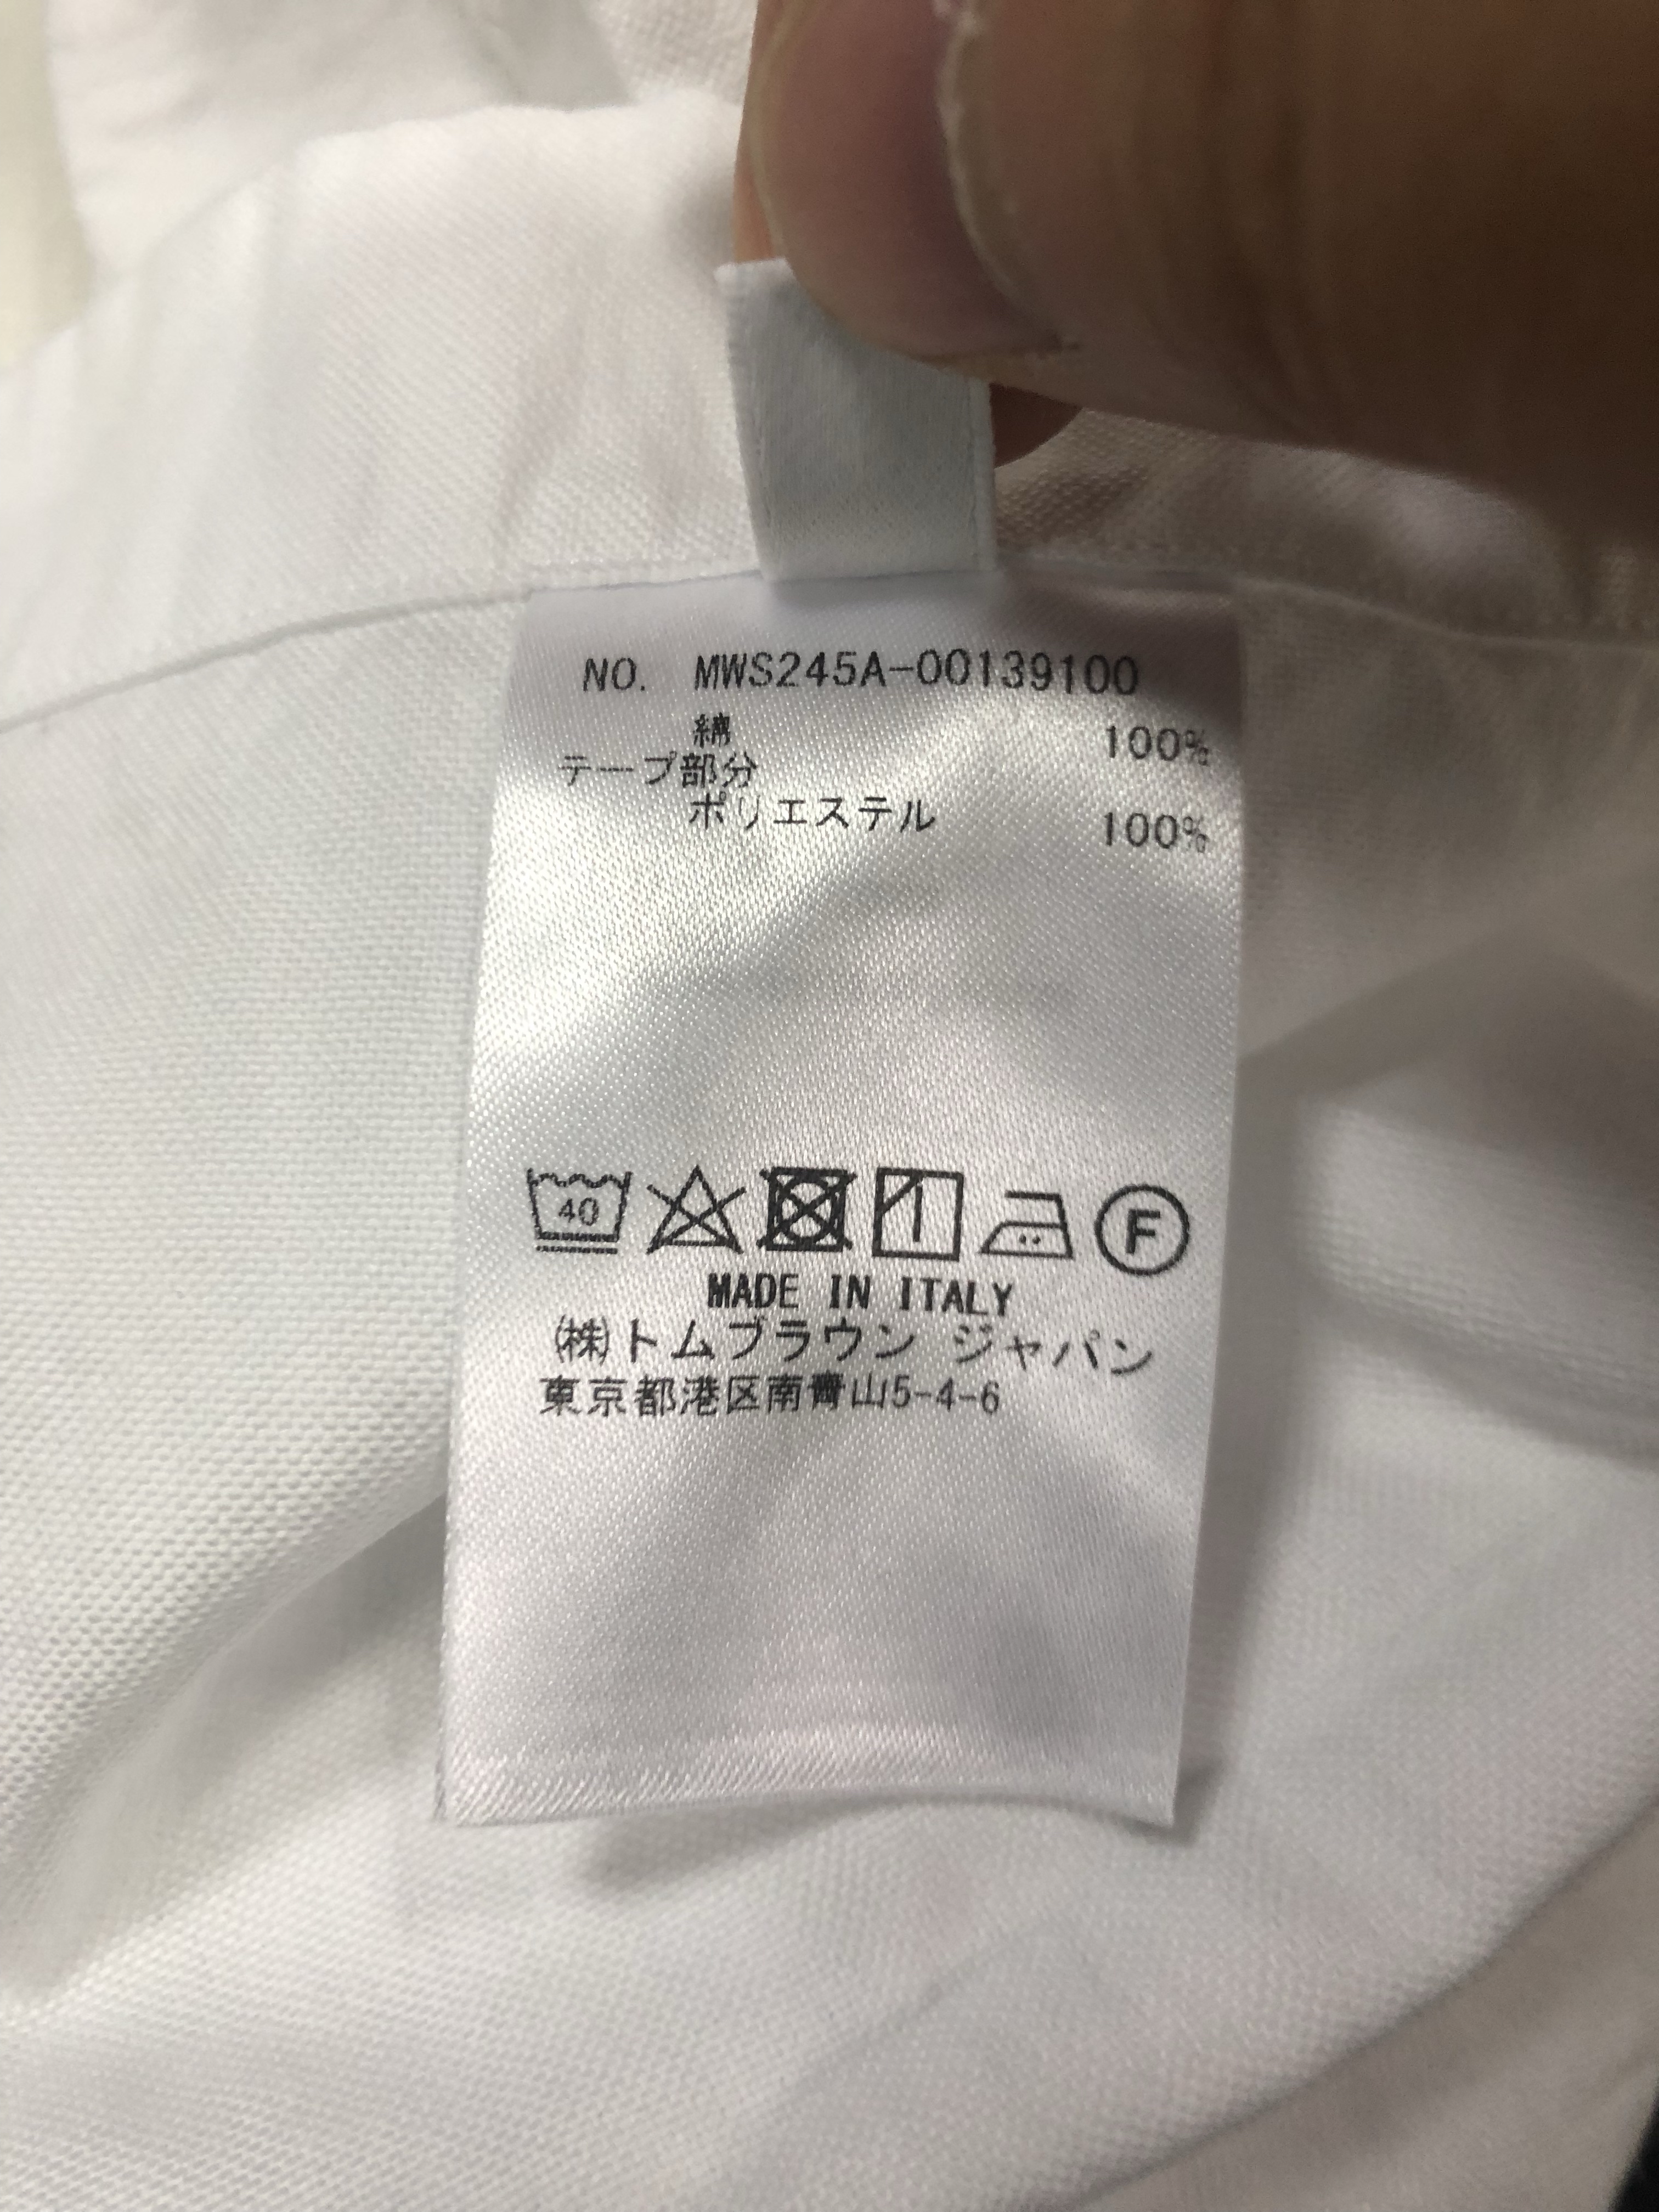 NO. MWS245A-00139100
綿 100%
テープ部分
ポリエステル 100%
40 F
MADE IN ITALY
(株)トムブラウン ジャパン
東京都港区南青山5-4-6